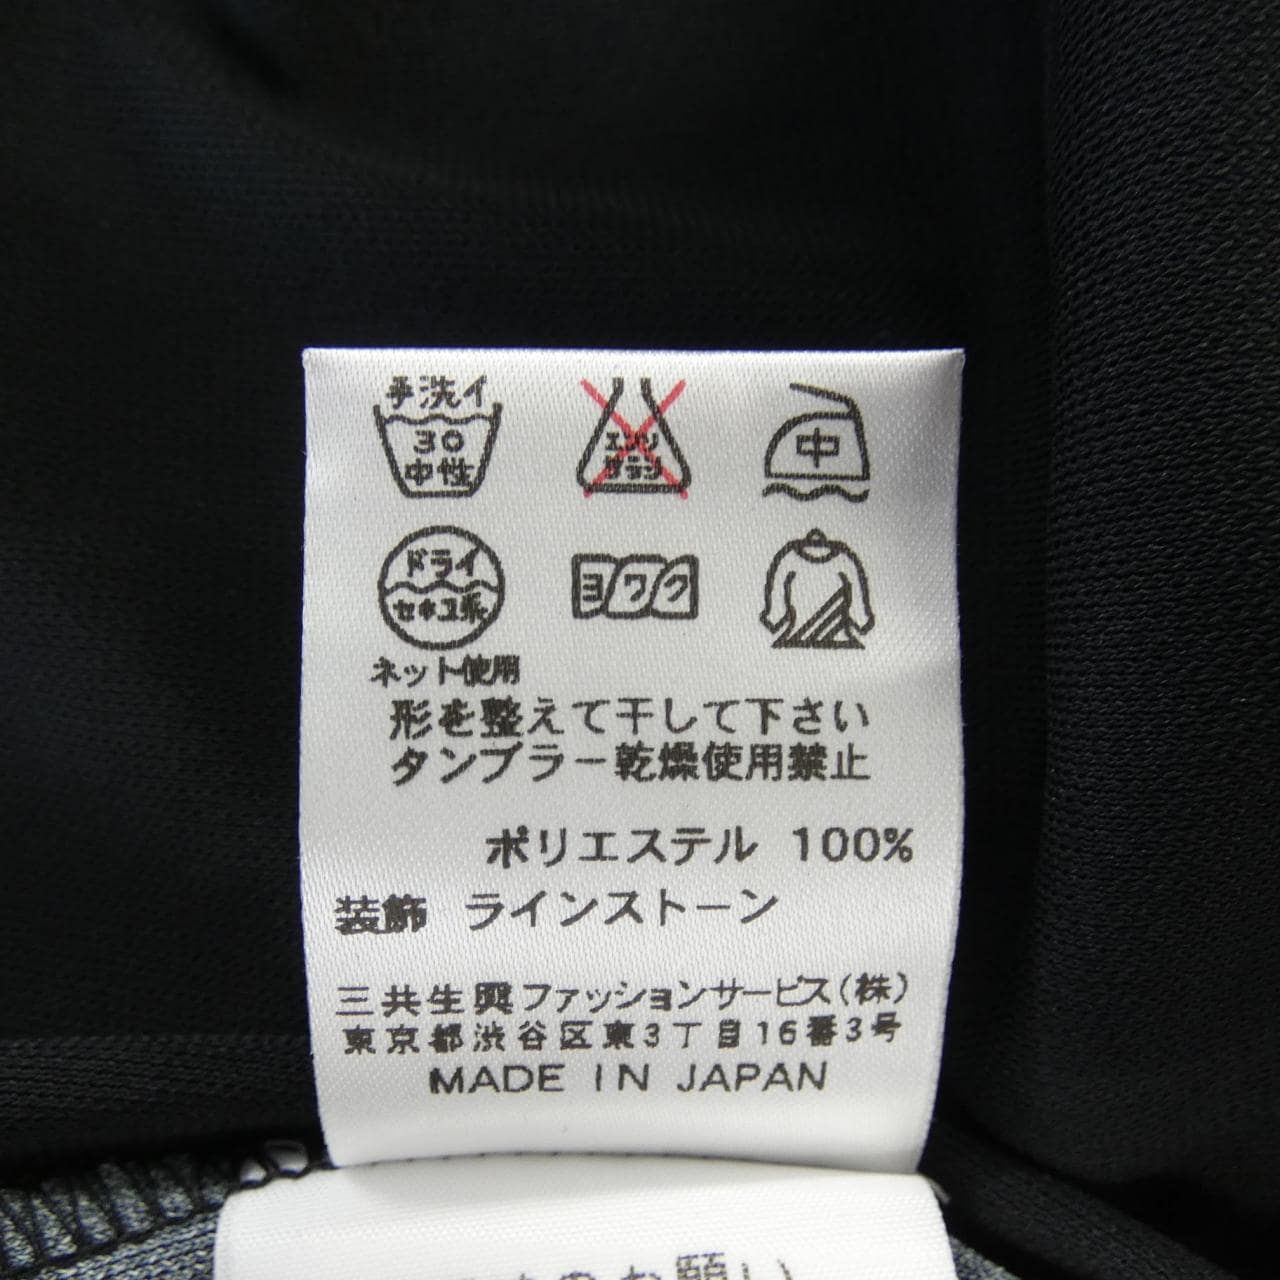 手洗イ
30
中性
エンソ
サラシ
中
ドライ
セキユ系
ヨワク
ネット使用
形を整えて干して下さい
タンブラー乾燥使用禁止
ポリエステル 100%
装飾 ラインストーン
三共生興ファッションサービス(株)
東京都渋谷区東3丁目16番3号
MADE IN JAPAN
お願い